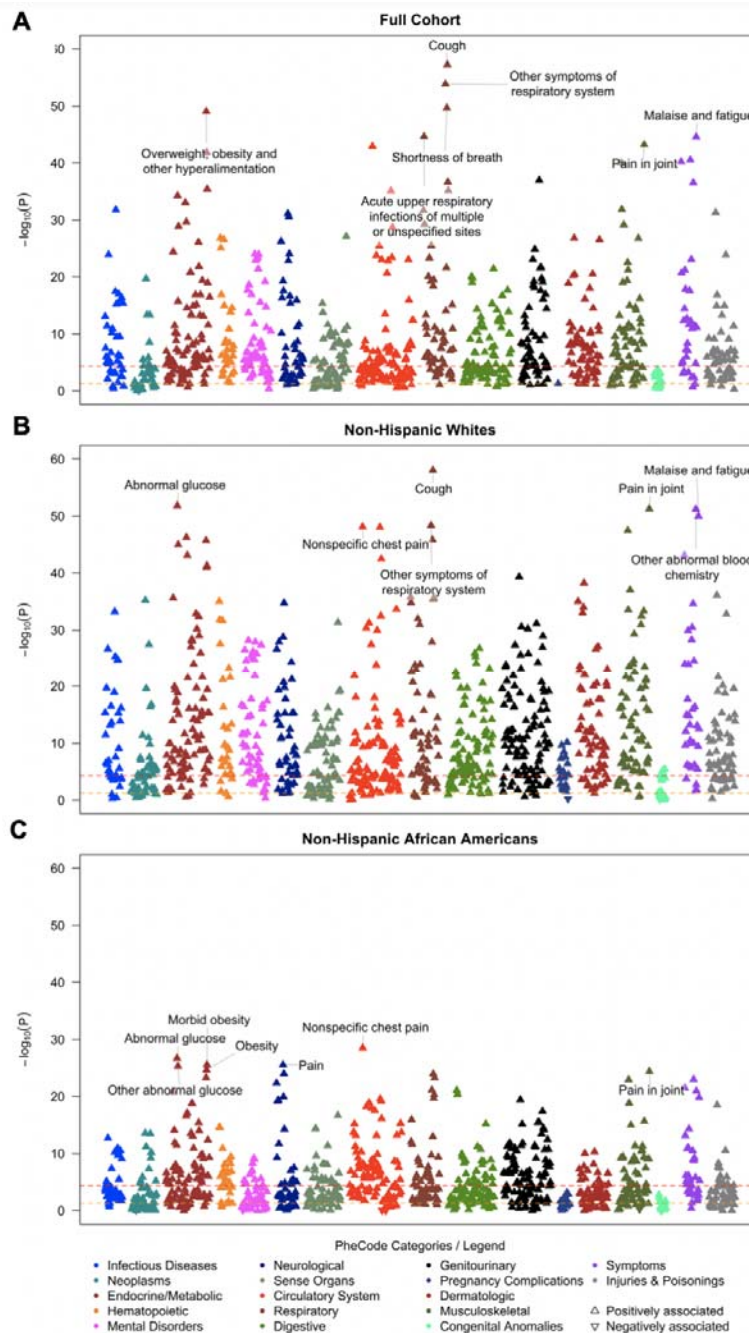 A
Full Cohort
Cough
Other symptoms of
respiratory system
Malaise and fatigue
Overweight, obesity and
other hyperalimentation
Shortness of breath
Pain in joint
Acute upper respiratory
infections of multiple
or unspecified sites
−log10(P)
60
50
40
30
20
10
0
B
Non-Hispanic Whites
Abnormal glucose
Cough
Malaise and fatigue
Pain in joint
Nonspecific chest pain
Other symptoms of
respiratory system
Other abnormal blood
chemistry
−log10(P)
60
50
40
30
20
10
0
C
Non-Hispanic African Americans
Morbid obesity
Abnormal glucose
Obesity
Other abnormal glucose
Pain
Nonspecific chest pain
Pain in joint
−log10(P)
60
50
40
30
20
10
0
PheCode Categories / Legend
Infectious Diseases
Neoplasms
Endocrine/Metabolic
Hematopoietic
Mental Disorders
Neurological
Sense Organs
Circulatory System
Respiratory
Digestive
Genitourinary
Pregnancy Complications
Dermatologic
Musculoskeletal
Congenital Anomalies
Symptoms
Injuries & Poisonings
Positively associated
Negatively associated